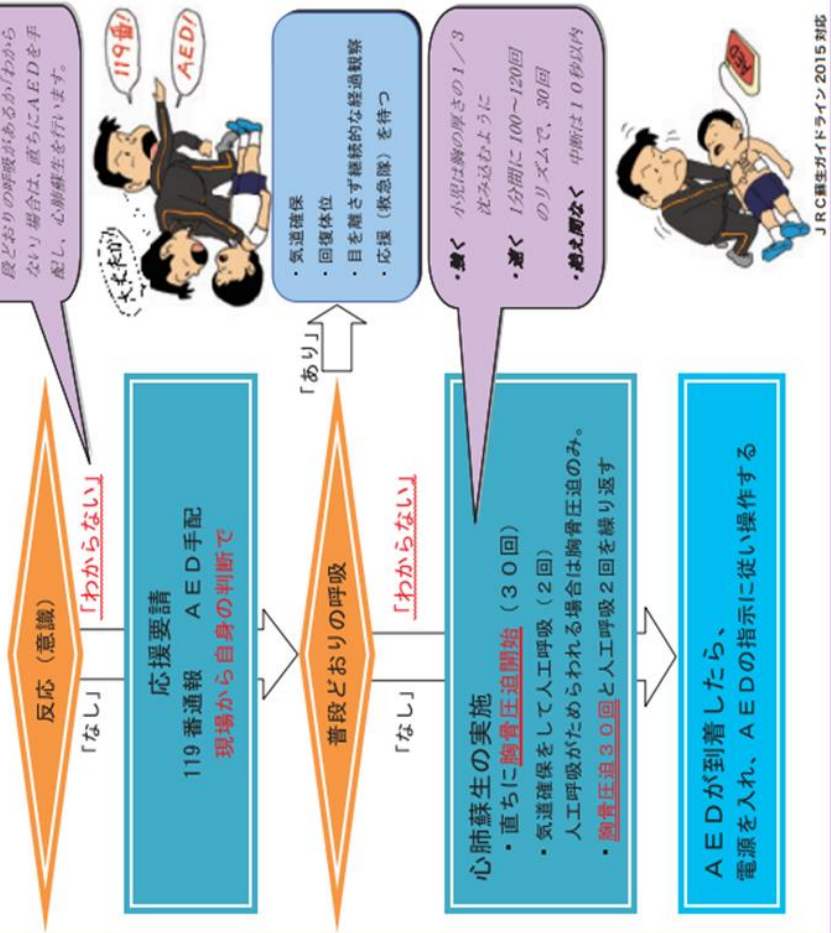 段どおりの呼吸があるか「わから
ない」場合は、直ちにAEDを手
配し、心肺蘇生を行います。
反応（意識）
「なし」
「わからない」
大丈夫か!
119番!
AED!
応援要請
119番通報　AED手配
現場から自身の判断で
普段どおりの呼吸
「あり」
・気道確保
・回復体位
・目を離さず継続的な経過観察
・応援（救急隊）を待つ
「なし」
「わからない」
心肺蘇生の実施
・直ちに胸骨圧迫開始（３０回）
・気道確保をして人工呼吸（２回）
人工呼吸がためらわれる場合は胸骨圧迫のみ。
・胸骨圧迫３０回と人工呼吸２回を繰り返す
・強く　小児は胸の厚さの１／３
沈み込むように
・速く　1分間に100～120回
のリズムで、30回
・絶え間なく　中断は１０秒以内
AEDが到着したら、
電源を入れ、AEDの指示に従い操作する
AED
JRC蘇生ガイドライン2015対応